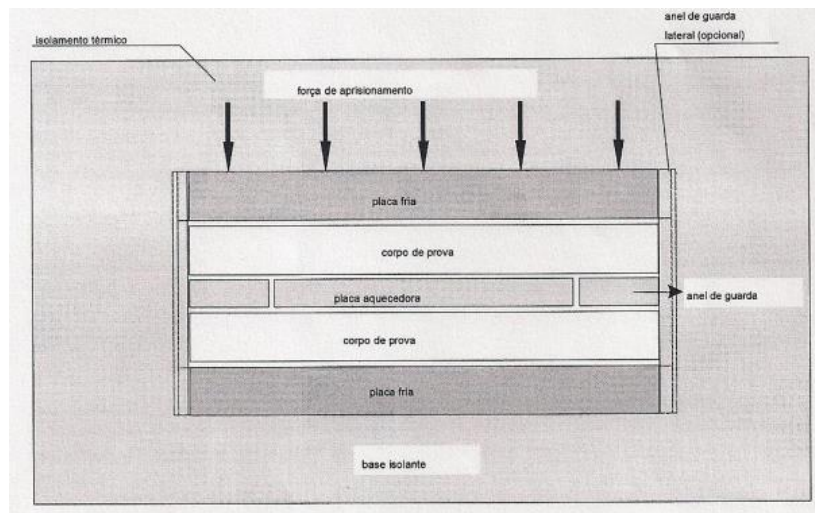 anel de guarda
lateral (opcional)
isolamento térmico
força de aprisionamento
placa fria
corpo de prova
placa aquecedora
anel de guarda
corpo de prova
placa fria
base isolante